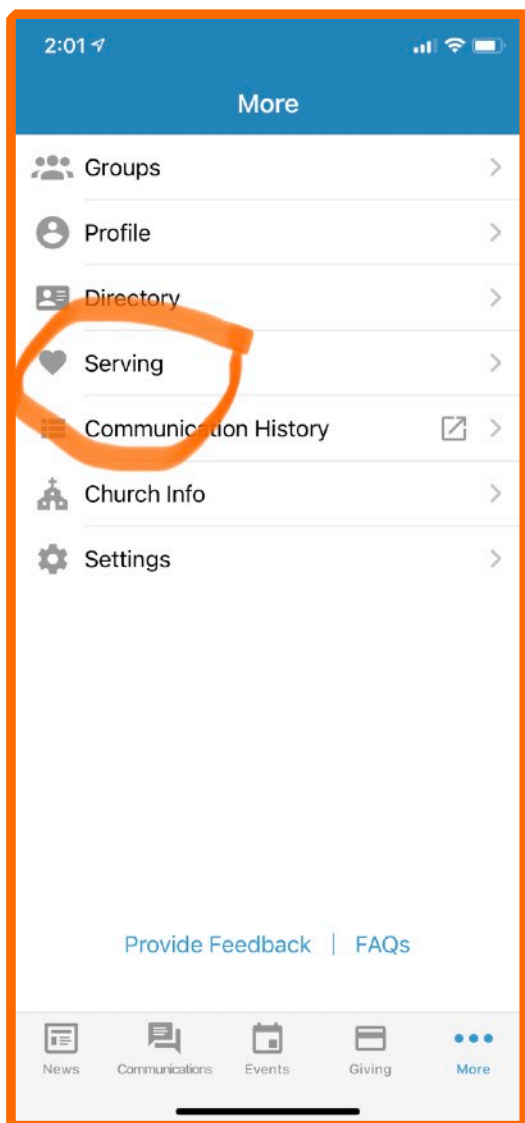 2:01
More
Groups
Profile
Directory
Serving
Communication History
Church Info
Settings
Provide Feedback | FAQs
News Communications Events Giving More